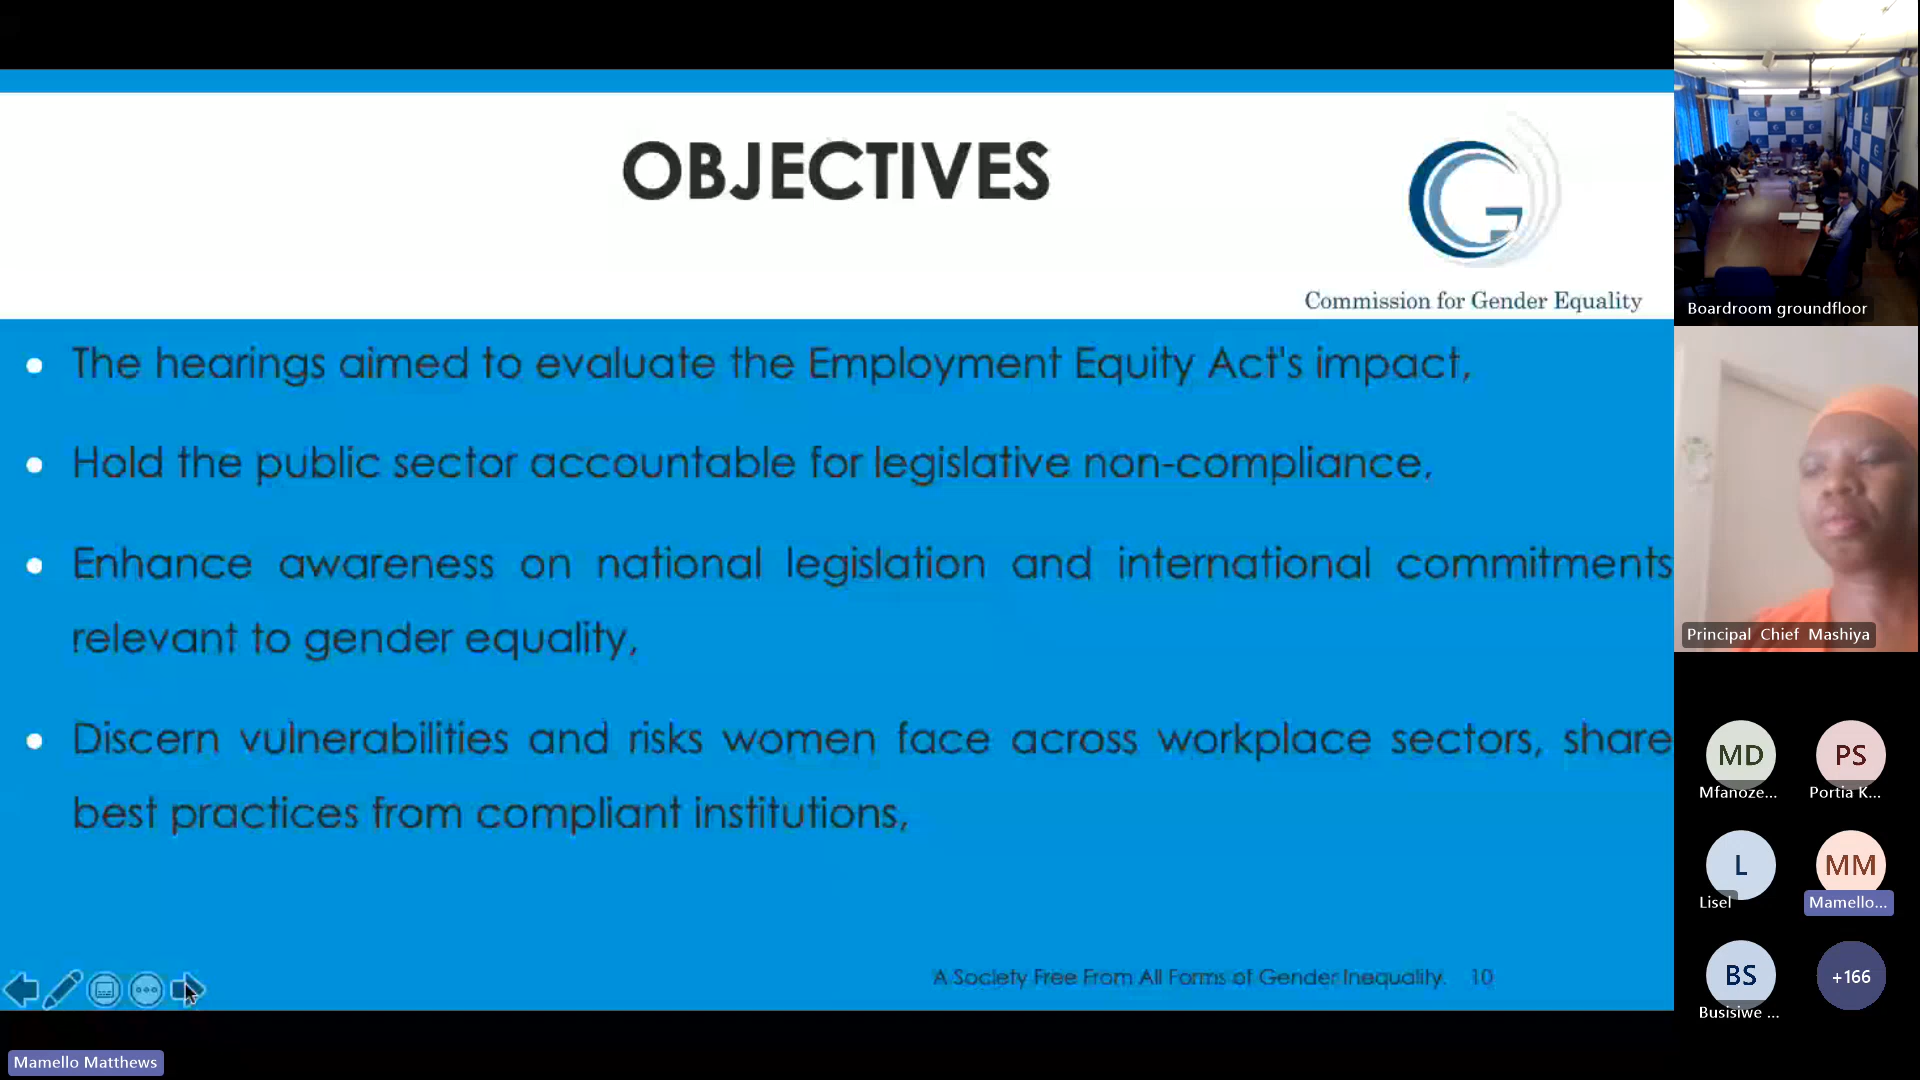 OBJECTIVES
Commission for Gender Equality
• The hearings aimed to evaluate the Employment Equity Act's impact,
• Hold the public sector accountable for legislative non-compliance,
• Enhance awareness on national legislation and international commitments
relevant to gender equality,
• Discern vulnerabilities and risks women face across workplace sectors, share
best practices from compliant institutions,
A Society Free From All Forms of Gender Inequality 10
Mamello Matthews
Boardroom groundfloor
Principal Chief Mashiya
MD PS
Mfanoze... Portia K...
L MM
Lisel Mamello...
BS +166
Busisiwe ...